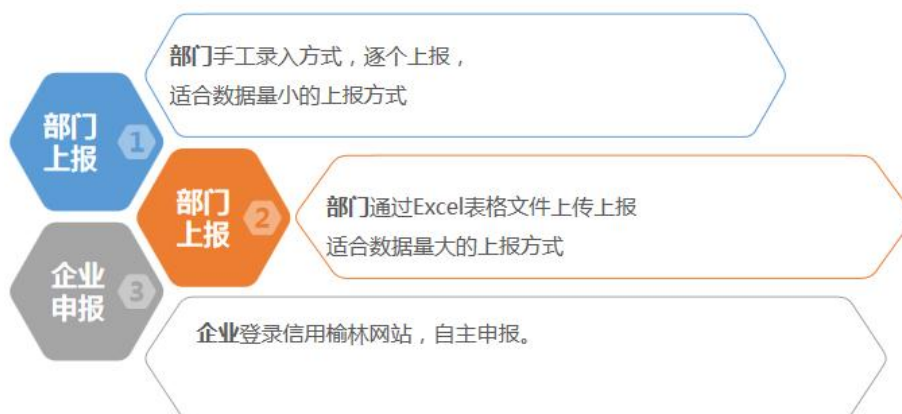 部门手工录入方式，逐个上报，
适合数据量小的上报方式
部门
上报
1
部门
上报
2
部门通过Excel表格文件上传上报
适合数据量大的上报方式
企业
申报
3
企业登录信用榆林网站，自主申报。